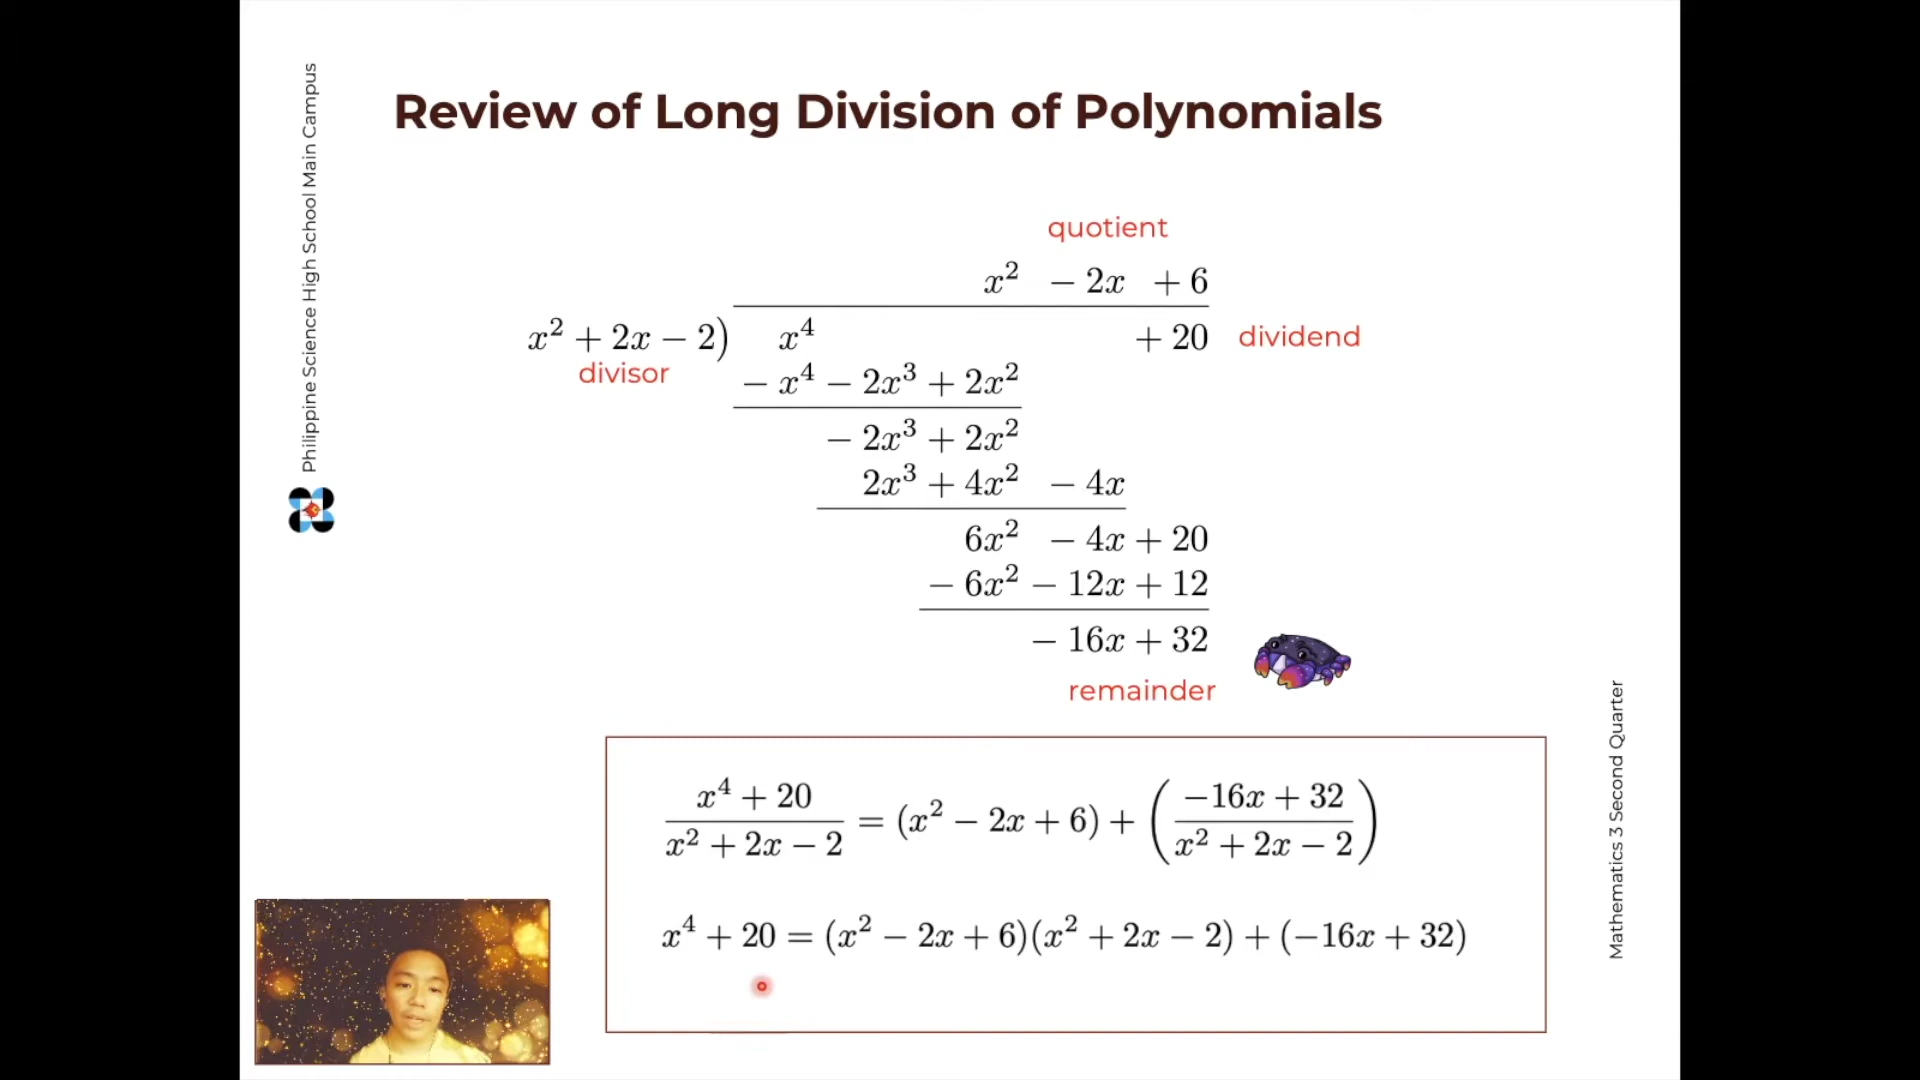 Philippine Science High School Main Campus
Review of Long Division of Polynomials
quotient
x² − 2x + 6
x² + 2x − 2) x⁴ + 20 dividend
divisor
− x⁴ − 2x³ + 2x²
− 2x³ + 2x²
2x³ + 4x² − 4x
6x² − 4x + 20
− 6x² − 12x + 12
− 16x + 32
remainder
x⁴ + 20 / x² + 2x − 2 = (x² − 2x + 6) + (−16x + 32 / x² + 2x − 2)
x⁴ + 20 = (x² − 2x + 6)(x² + 2x − 2) + (−16x + 32)
Mathematics 3 Second Quarter